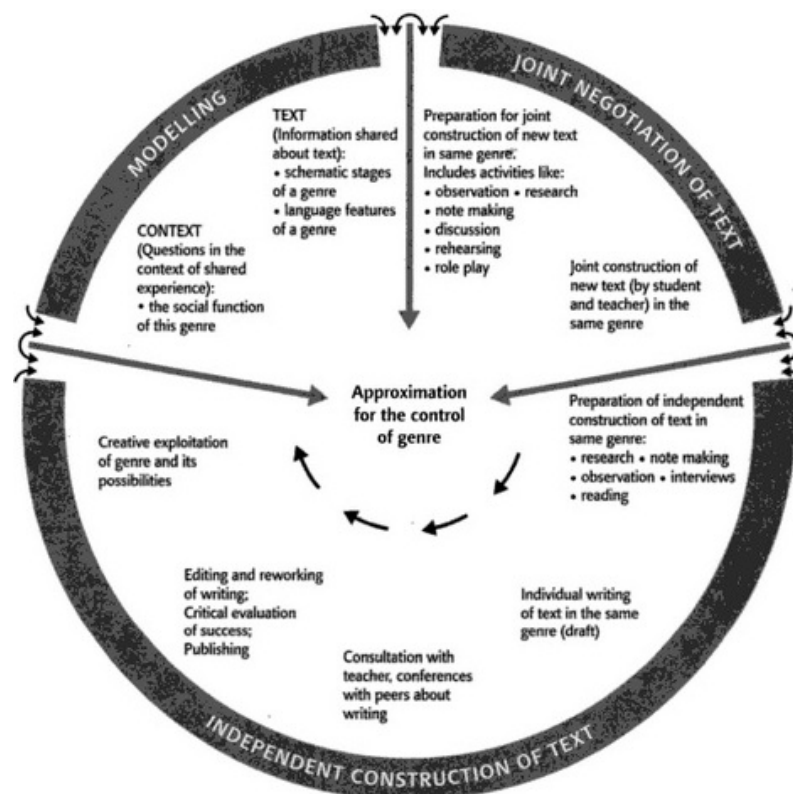 MODELLING
JOINT NEGOTIATION OF TEXT
TEXT
(Information shared
about text):
• schematic stages
of a genre
• language features
of a genre
CONTEXT
(Questions in the
context of shared
experience):
• the social function
of this genre
Preparation for joint
construction of new text
in same genre.
Includes activities like:
• observation • research
• note making
• discussion
• rehearsing
• role play
Joint construction of
new text (by student
and teacher) in the
same genre
Approximation
for the control
of genre
Preparation of independent
construction of text in
same genre:
• research • note making
• observation • interviews
• reading
Individual writing
of text in the same
genre (draft)
Consultation with
teacher, conferences
with peers about
writing
Editing and reworking
of writing;
Critical evaluation
of success;
Publishing
Creative exploitation
of genre and its
possibilities
INDEPENDENT CONSTRUCTION OF TEXT